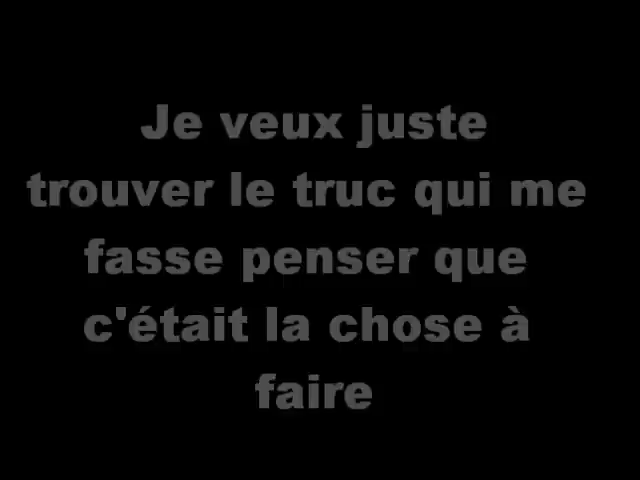 Je veux juste
trouver le truc qui me
fasse penser que
c'était la chose à
faire